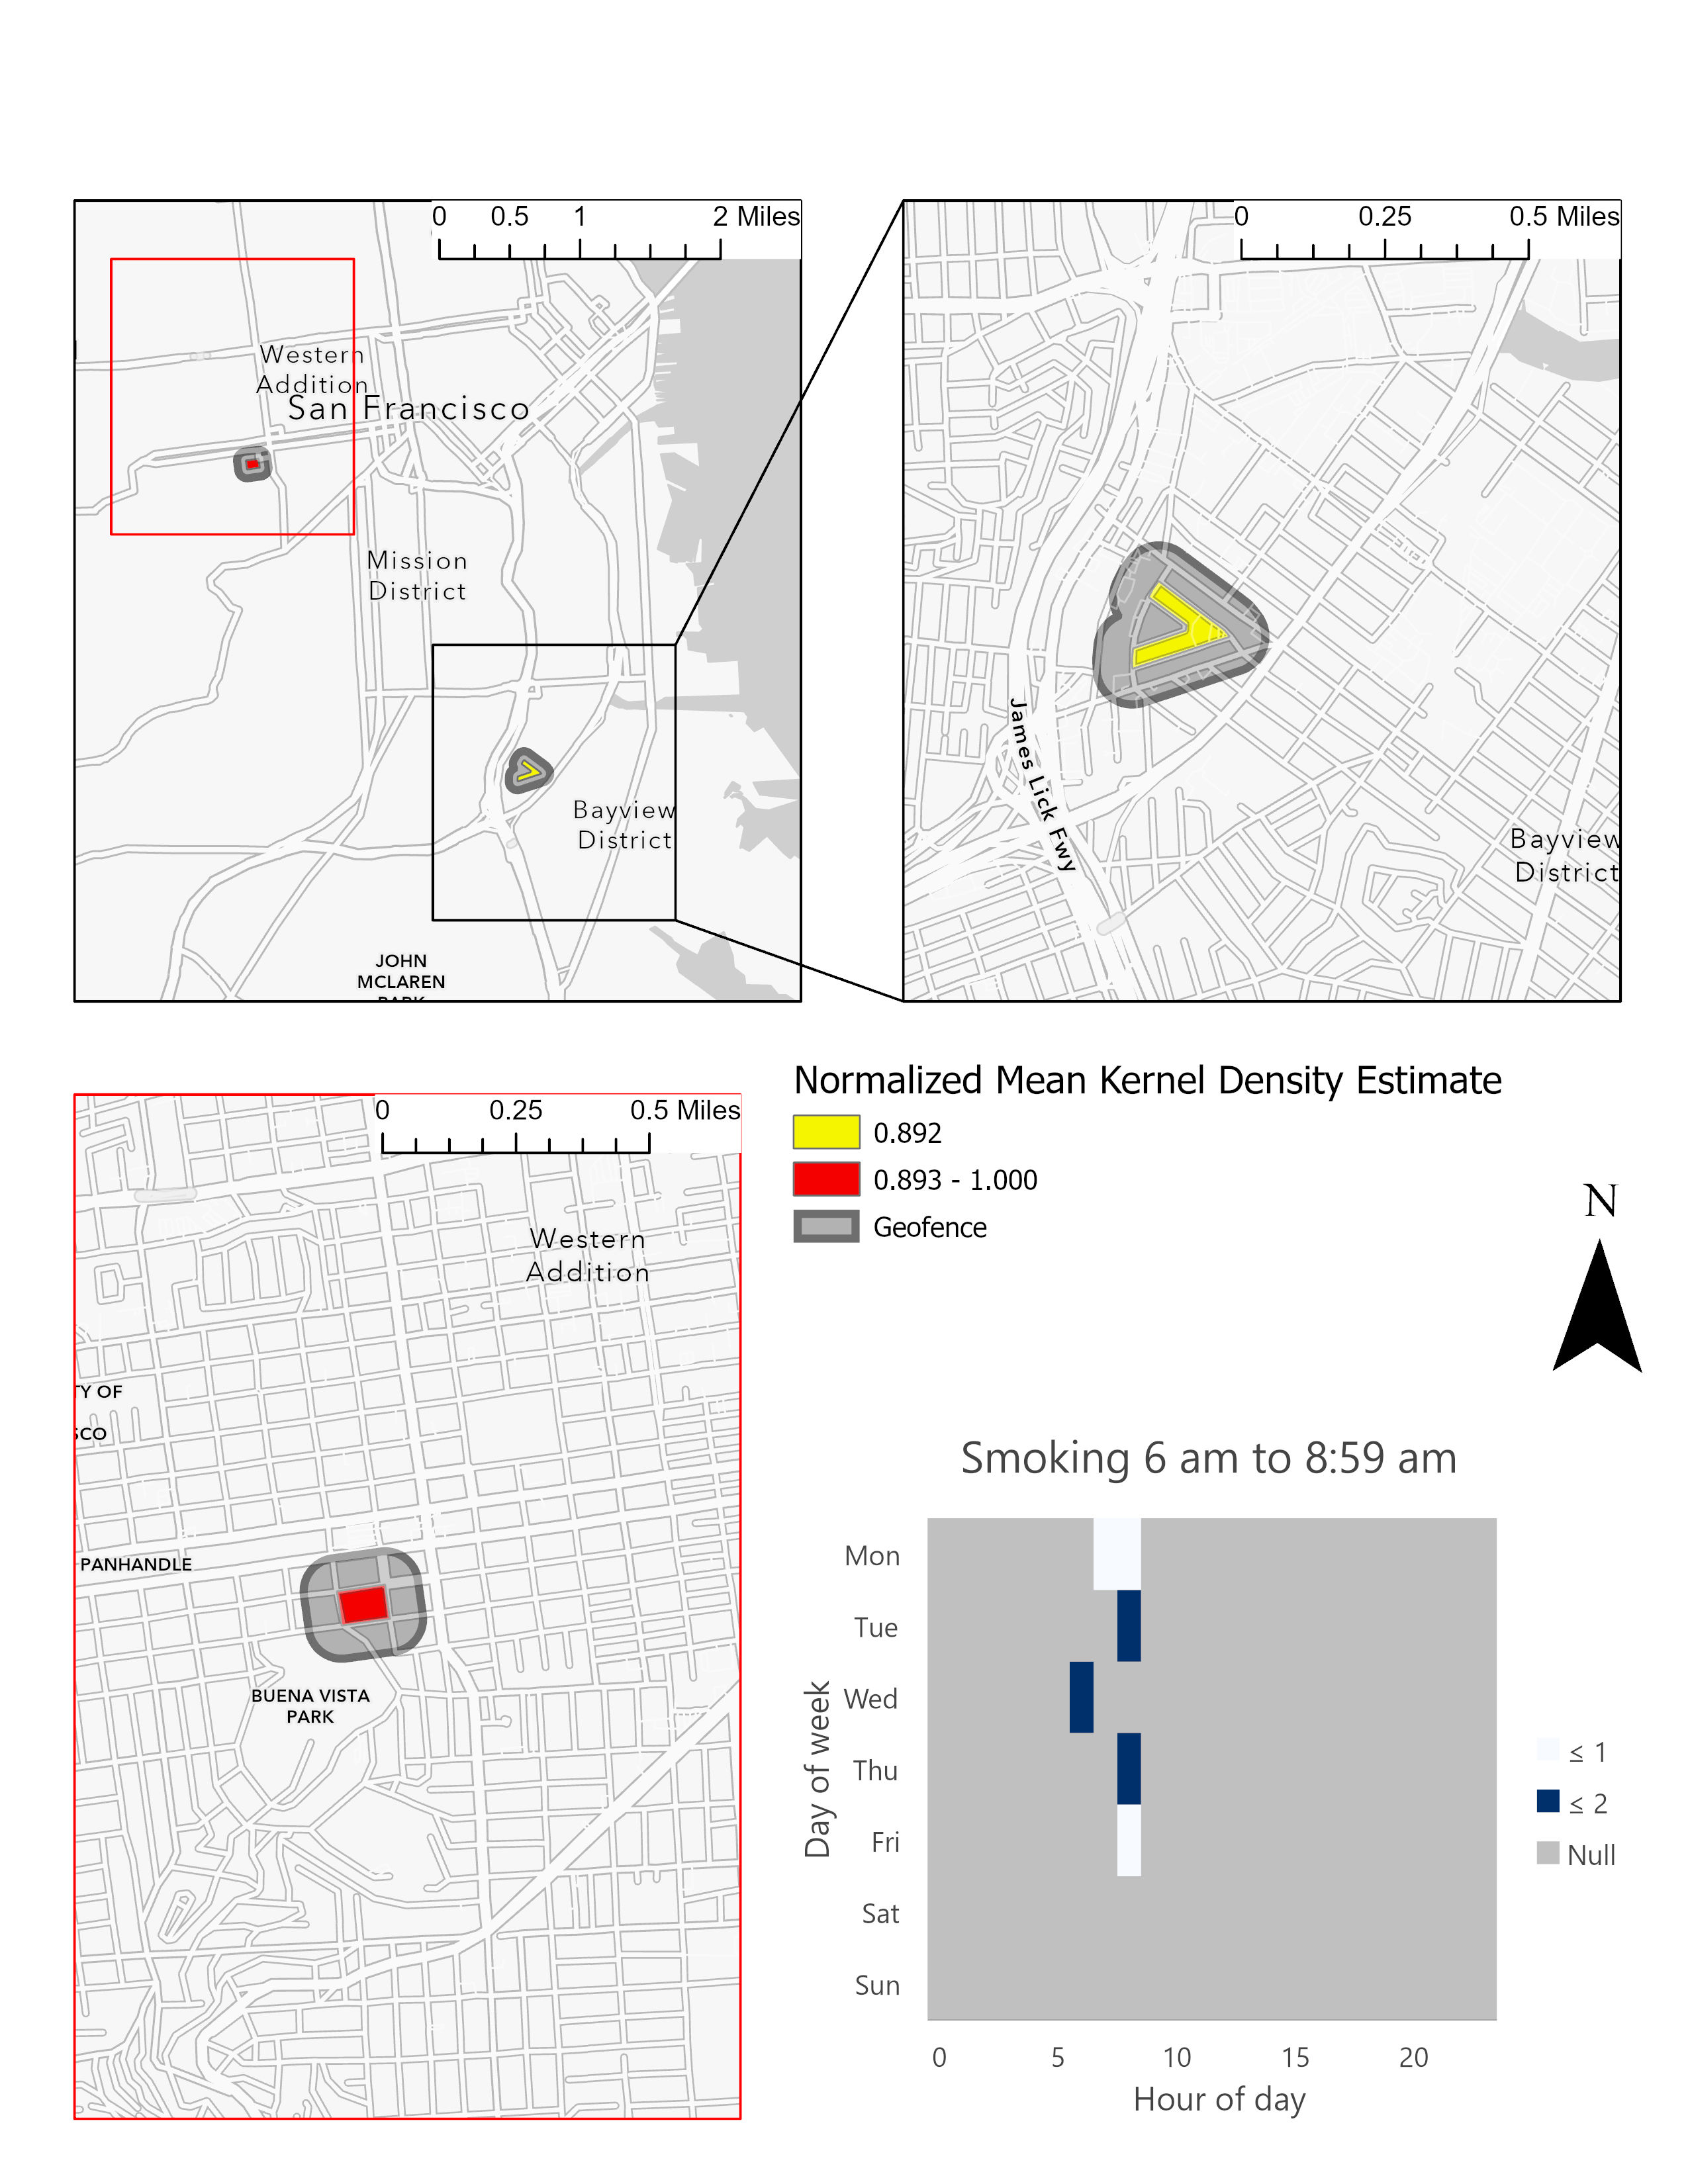 0 0.5 1 2 Miles
Western
Addition
San Francisco
Mission
District
Bayview
District
JOHN
MCLAREN
PARK
0 0.25 0.5 Miles
James Lick Fwy
Bayview
District
0 0.25 0.5 Miles
Western
Addition
TY OF
SCO
PANHANDLE
BUENA VISTA
PARK
Normalized Mean Kernel Density Estimate
0.892
0.893 - 1.000
Geofence
N
Smoking 6 am to 8:59 am
Day of week
Mon
Tue
Wed
Thu
Fri
Sat
Sun
0 5 10 15 20
Hour of day
≤ 1
≤ 2
Null